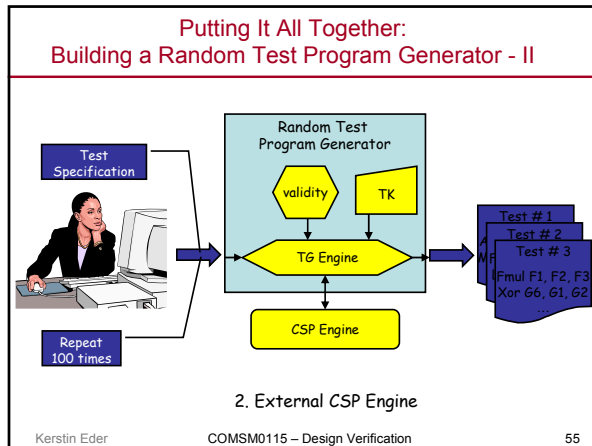 Putting It All Together:
Building a Random Test Program Generator - II
Random Test
Program Generator
Test
Specification
validity
TK
TG Engine
CSP Engine
Repeat
100 times
Test # 1
Test # 2
Test # 3
Fmul F1, F2, F3
Xor G6, G1, G2
...
2. External CSP Engine
Kerstin Eder
COMSM0115 – Design Verification
55